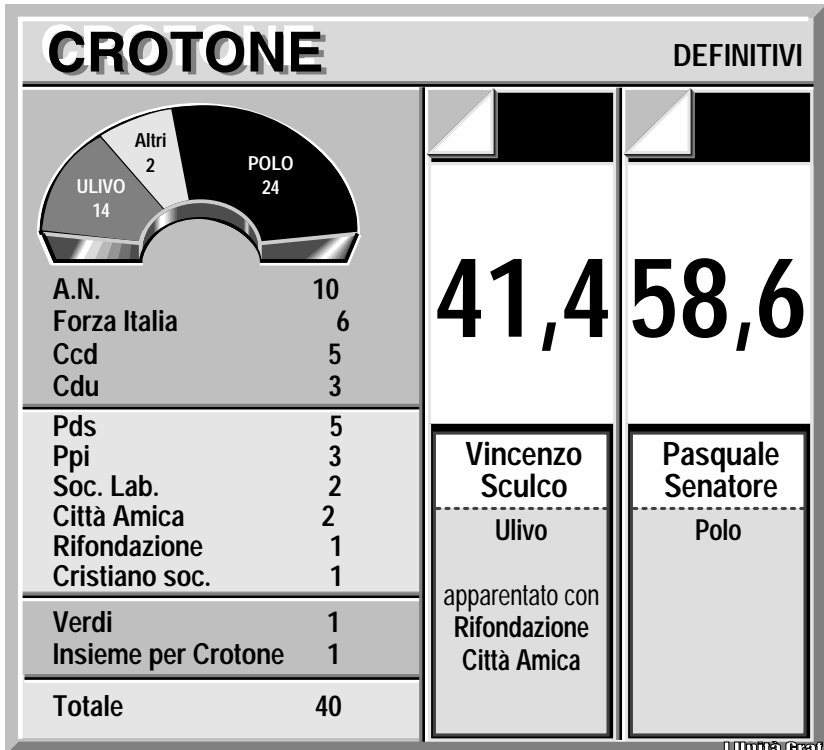 CROTONE
DEFINITIVI
Altri
2
POLO
24
ULIVO
14
A.N. 10
Forza Italia 6
Ccd 5
Cdu 3
Pds 5
Ppi 3
Soc. Lab. 2
Città Amica 2
Rifondazione 1
Cristiano soc. 1
Verdi 1
Insieme per Crotone 1
Totale 40
41,4
Vincenzo
Sculco
Ulivo
apparentato con
Rifondazione
Città Amica
58,6
Pasquale
Senatore
Polo